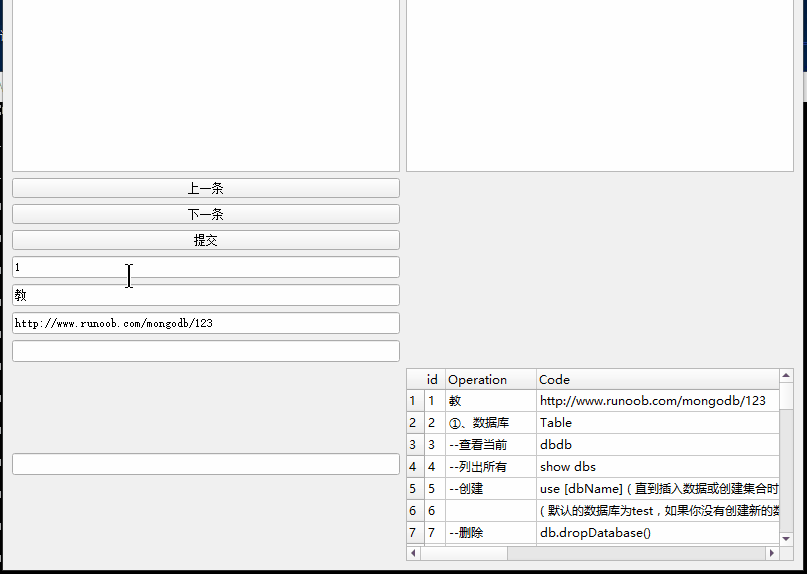 上一条
下一条
提交
1
教
http://www.runoob.com/mongodb/123
id Operation Code
1 1 教 http://www.runoob.com/mongodb/123
2 2 ①、数据库 Table
3 3 --查看当前 dbdb
4 4 --列出所有 show dbs
5 5 --创建 use [dbName] ( 直到插入数据或创建集合时
6 6 ( 默认的数据库为test，如果你没有创建新的数
7 7 --删除 db.dropDatabase()